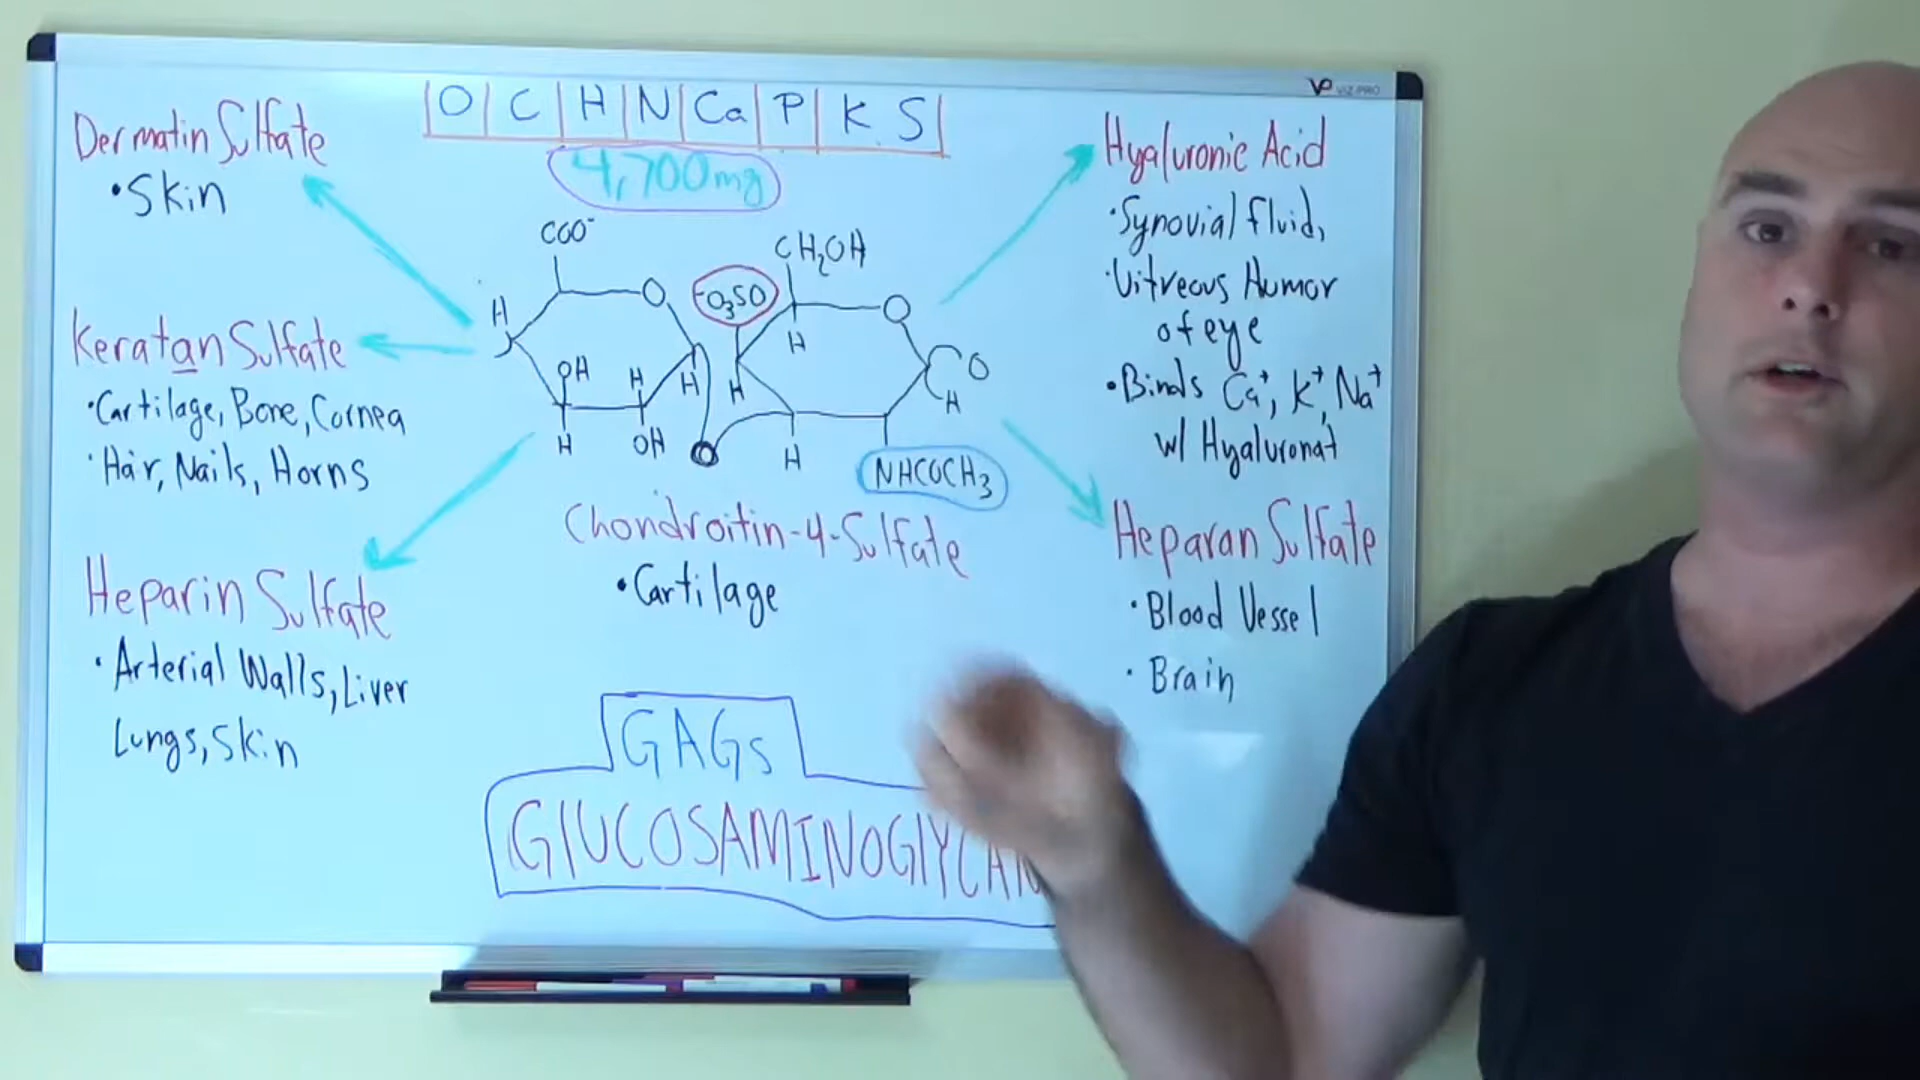 O C H N Ca P K S
4,700mg
VP VIZ-PRO
Dermatin Sulfate
•Skin
Keratan Sulfate
•Cartilage, Bone, Cornea
•Hair, Nails, Horns
Heparin Sulfate
•Arterial Walls, Liver
Lungs, Skin
COO⁻
CH₂OH
⁻O₃SO
O
O
H
H
OH
H
H
H
O
H
H
OH
O
H
NHCOCH₃
Chondroitin-4-Sulfate
•Cartilage
GAGs
GlUCOSAMINOGlYCAN
Hyaluronic Acid
•Synovial fluid,
•Vitreous Humor
of eye
•Binds Ca⁺, K⁺, Na⁺
w/ Hyaluronat
Heparan Sulfate
•Blood Vessel
•Brain